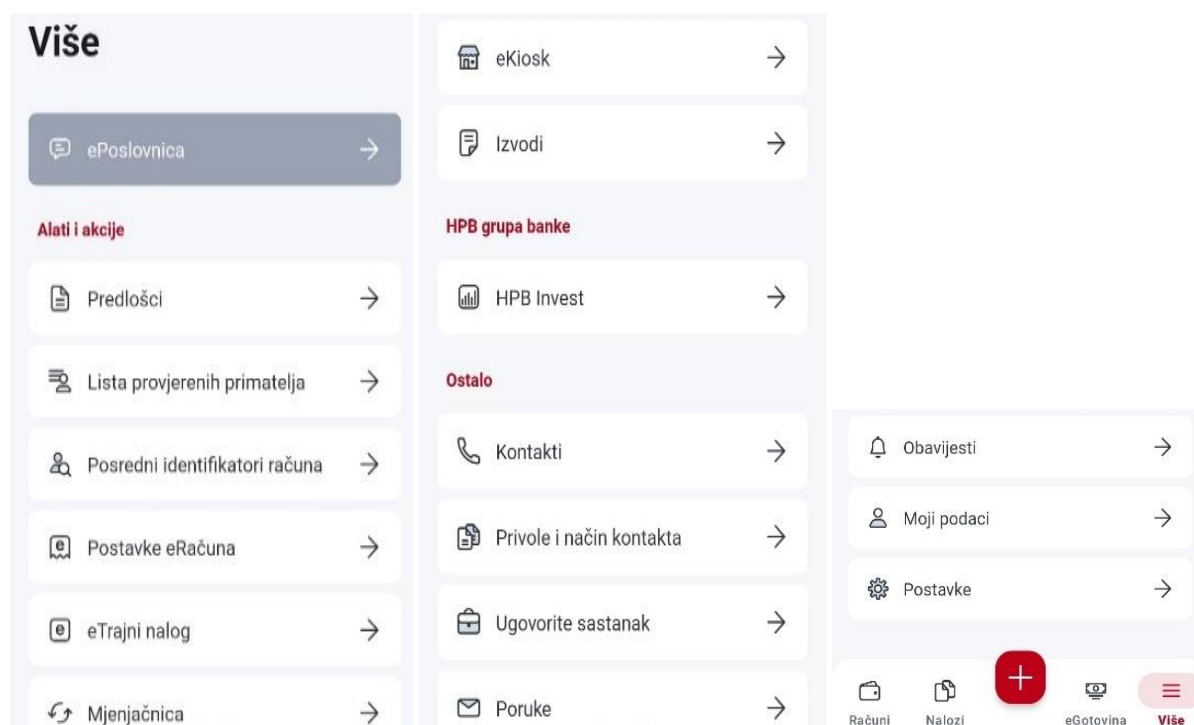 Više
ePoslovnica
Alati i akcije
Predlošci
Lista provjerenih primatelja
Posredni identifikatori računa
Postavke eRačuna
eTrajni nalog
Mjenjačnica
eKiosk
Izvodi
HPB grupa banke
HPB Invest
Ostalo
Kontakti
Privole i način kontakta
Ugovorite sastanak
Poruke
Obavijesti
Moji podaci
Postavke
Računi Nalozi eGotovina Više